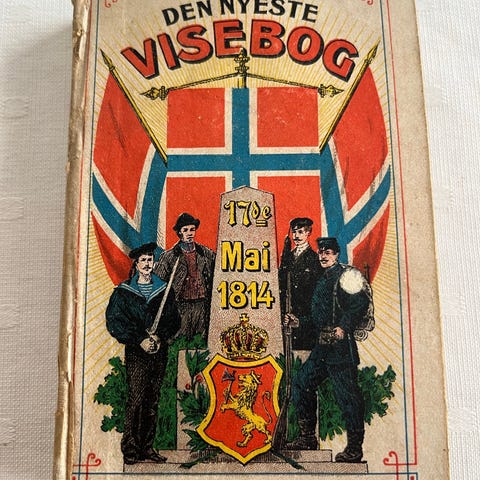 DEN NYESTE
VISEBOG
17de
Mai
1814